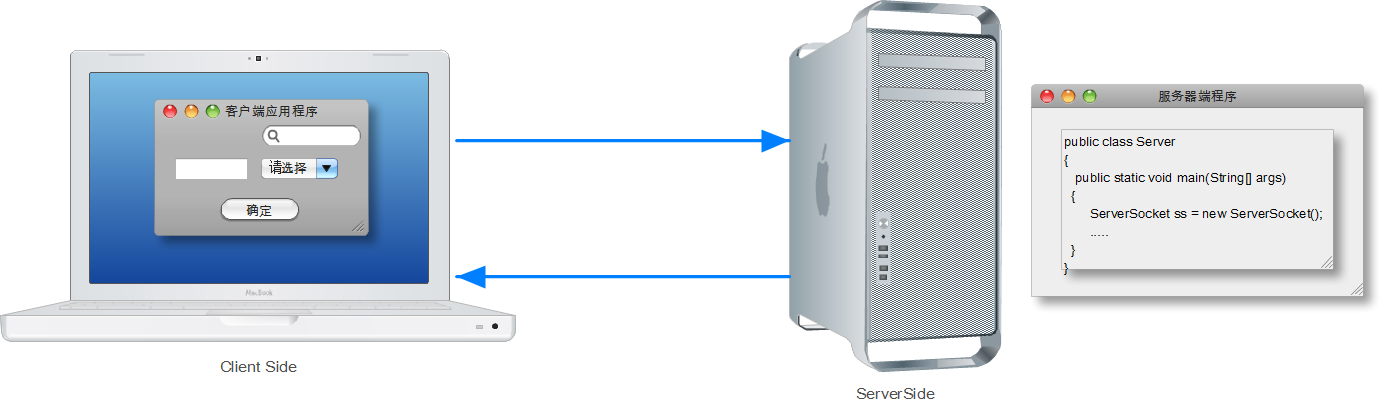 客户端应用程序
请选择
确定
MacBook
Client Side
ServerSide
服务器端程序
public class Server
{
public static void main(String[] args)
{
ServerSocket ss = new ServerSocket();
.....
}
}